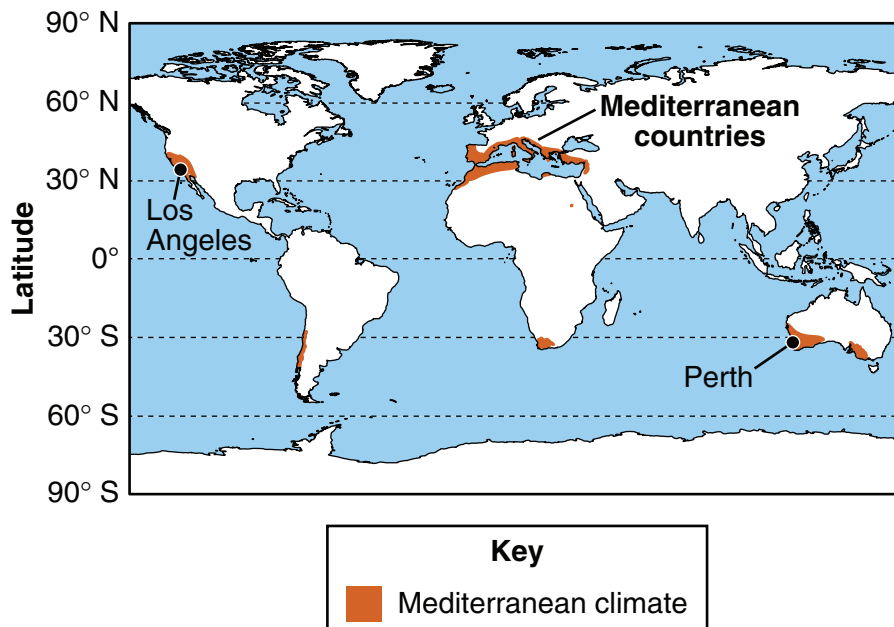 90° N
60° N
30° N
0°
30° S
60° S
90° S
Latitude
Mediterranean
countries
Los
Angeles
Perth
Key
Mediterranean climate